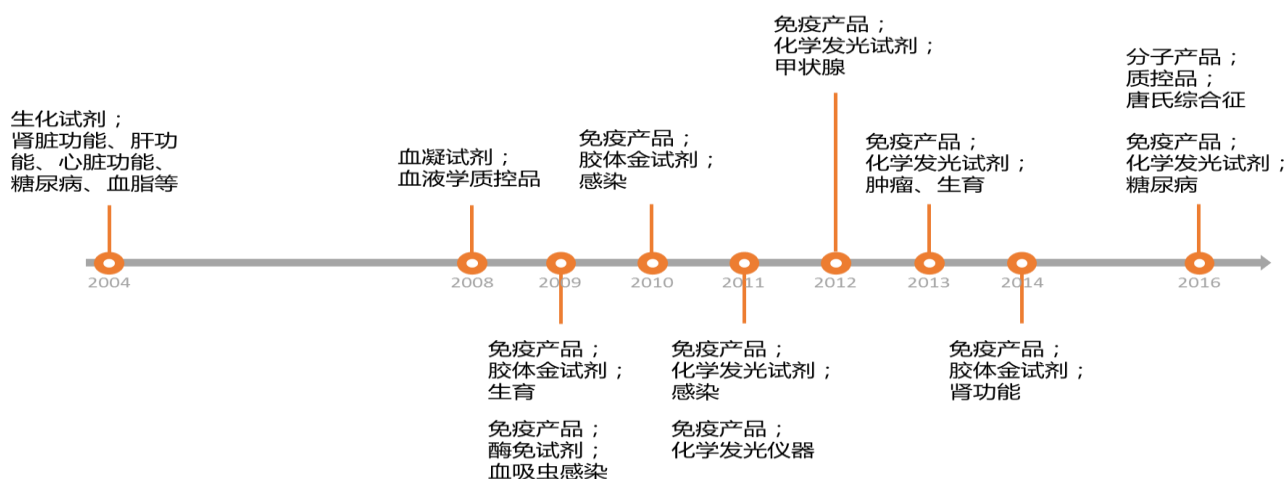 生化试剂；
肾脏功能、肝功
能、心脏功能、
糖尿病、血脂等
血凝试剂；
血液学质控品
免疫产品；
胶体金试剂；
感染
免疫产品；
化学发光试剂；
甲状腺
免疫产品；
化学发光试剂；
肿瘤、生育
分子产品；
质控品；
唐氏综合征
免疫产品；
化学发光试剂；
糖尿病
2004
2008
2009
2010
2011
2012
2013
2014
2016
免疫产品；
胶体金试剂；
生育
免疫产品；
酶免试剂；
血吸虫感染
免疫产品；
化学发光试剂；
感染
免疫产品；
化学发光仪器
免疫产品；
胶体金试剂；
肾功能